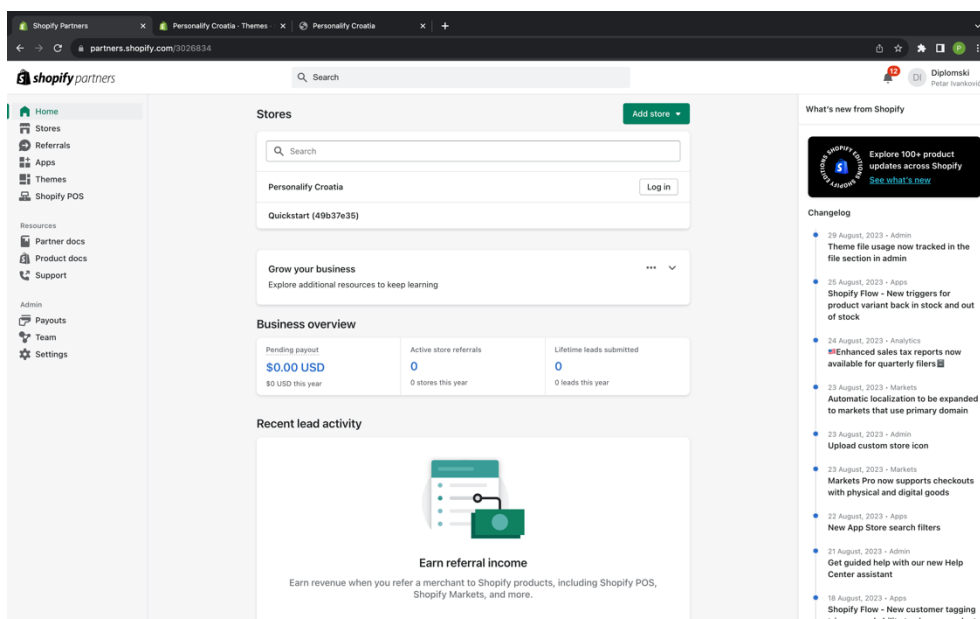 Shopify Partners
Personalify Croatia · Themes ·
Personalify Croatia
partners.shopify.com/3026834
shopify partners
Search
12
DI
Diplomski
Petar Ivanković
Home
Stores
Referrals
Apps
Themes
Shopify POS
Resources
Partner docs
Product docs
Support
Admin
Payouts
Team
Settings
Stores
Add store
Search
Personalify Croatia
Log in
Quickstart (49b37e35)
Grow your business
Explore additional resources to keep learning
Business overview
Pending payout
$0.00 USD
$0 USD this year
Active store referrals
0
0 stores this year
Lifetime leads submitted
0
0 leads this year
Recent lead activity
Earn referral income
Earn revenue when you refer a merchant to Shopify products, including Shopify POS,
Shopify Markets, and more.
What's new from Shopify
SHOPIFY EDITIONS SHOPIFY EDITIONS
Explore 100+ product
updates across Shopify
See what's new
Changelog
29 August, 2023 • Admin
Theme file usage now tracked in the
file section in admin
25 August, 2023 • Apps
Shopify Flow - New triggers for
product variant back in stock and out
of stock
24 August, 2023 • Analytics
🇺🇸Enhanced sales tax reports now
available for quarterly filers
23 August, 2023 • Markets
Automatic localization to be expanded
to markets that use primary domain
23 August, 2023 • Admin
Upload custom store icon
23 August, 2023 • Markets
Markets Pro now supports checkouts
with physical and digital goods
22 August, 2023 • Apps
New App Store search filters
21 August, 2023 • Admin
Get guided help with our new Help
Center assistant
18 August, 2023 • Apps
Shopify Flow - New customer tagging